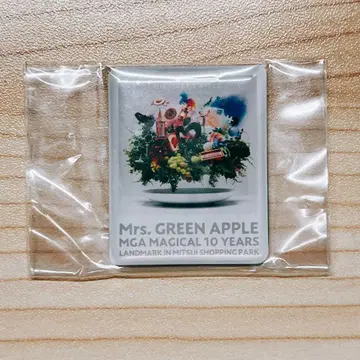 Mrs. GREEN APPLE
MGA MAGICAL 10 YEARS
LANDMARK IN MITSUI SHOPPING PARK